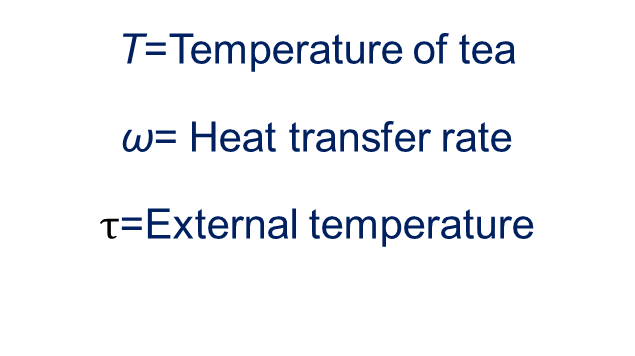 T=Temperature of tea
ω= Heat transfer rate
τ=External temperature